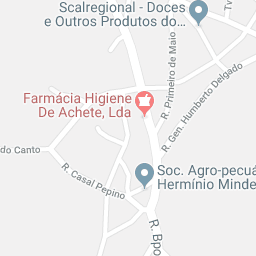 Scalregional - Doces
e Outros Produtos do...
R. Primeiro de Maio
Farmácia Higiene
De Achete, Lda
R. Gen. Humberto Delgado
do Canto
Soc. Agro-pecuá
Hermínio Minde
R. Casal Pepino
R. Bpo